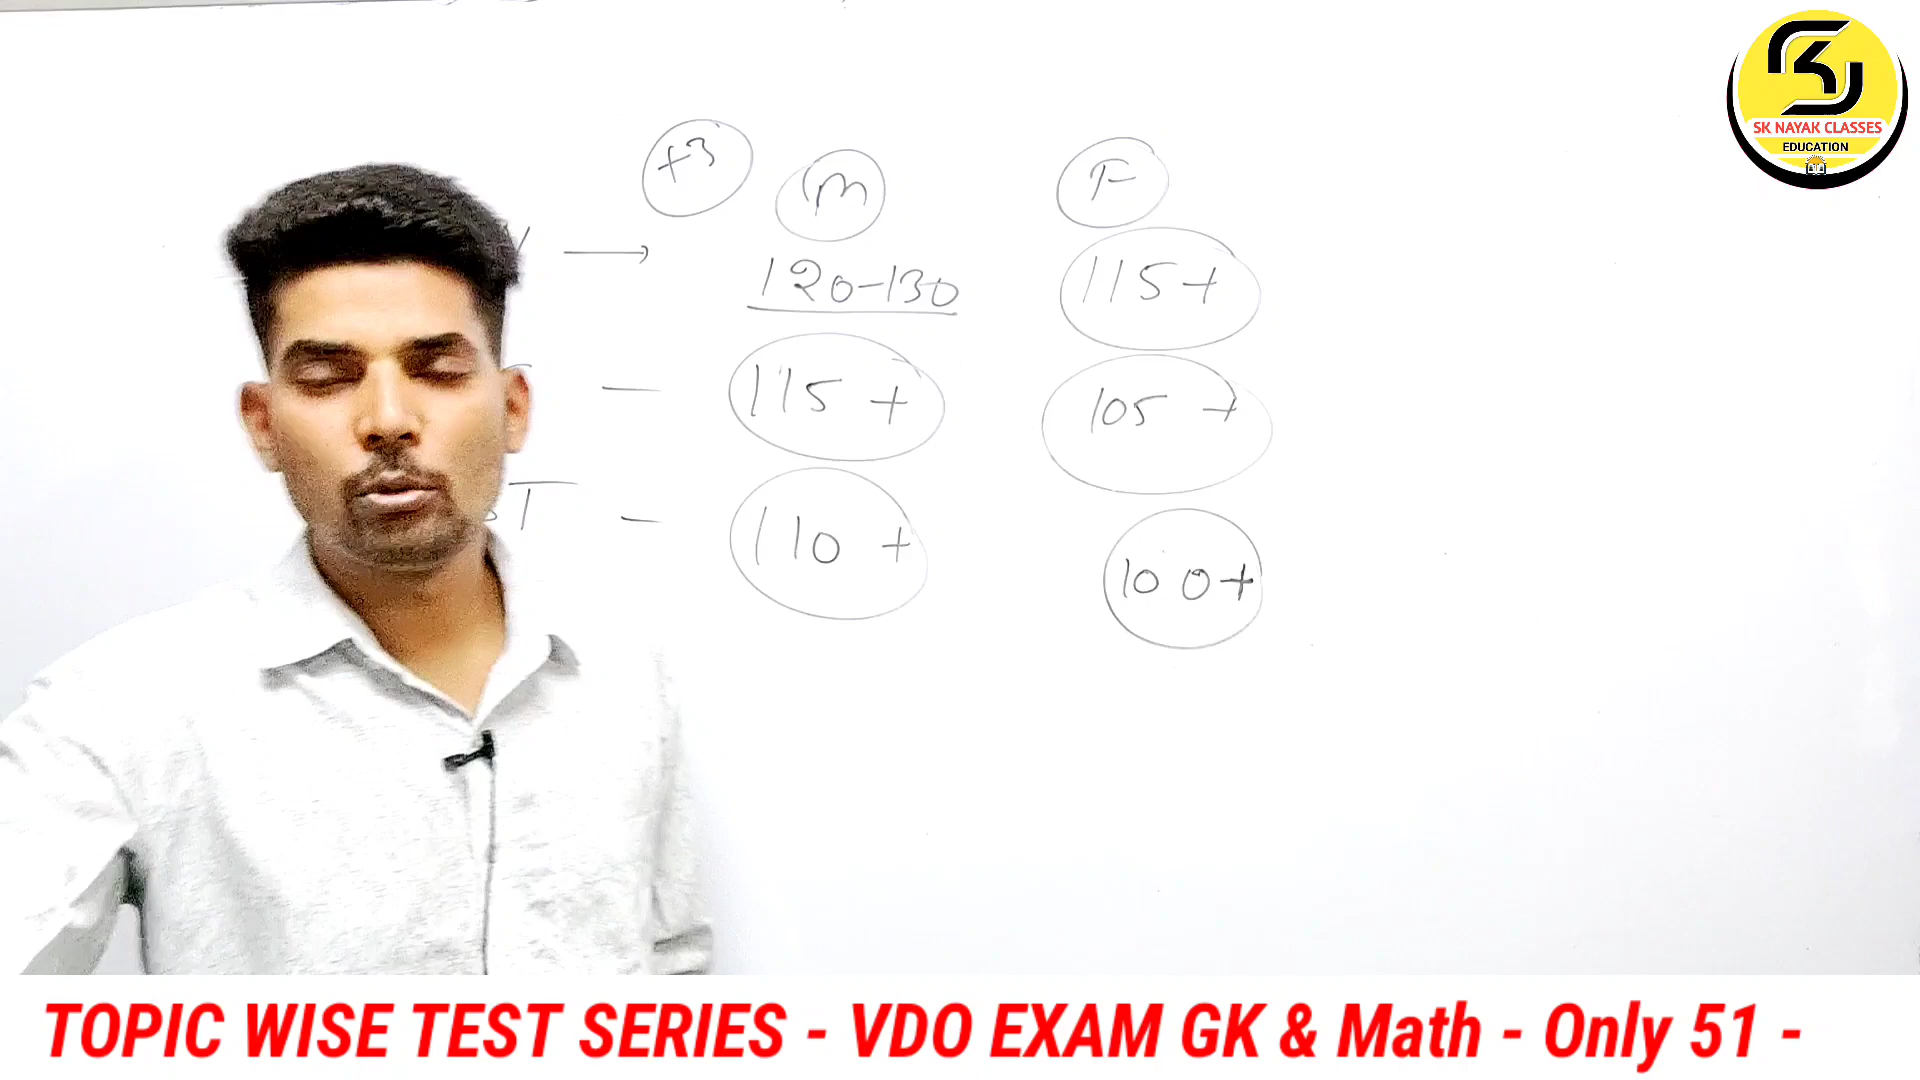 SK NAYAK CLASSES
EDUCATION
+3 M F
120-130 115+
115+ 105+
ST - 110+ 100+
TOPIC WISE TEST SERIES - VDO EXAM GK & Math - Only 51 -